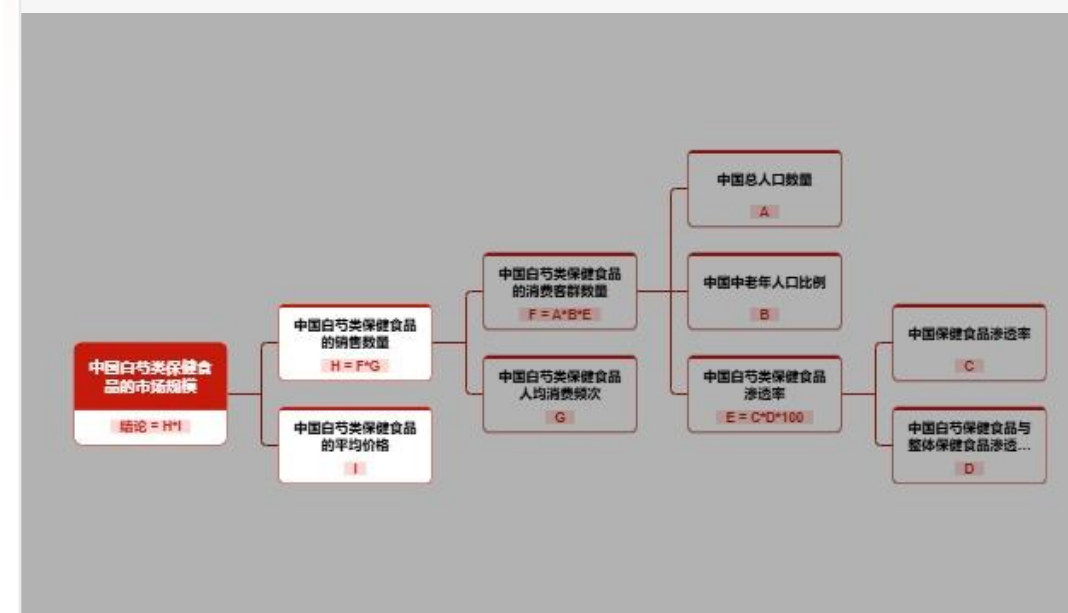 中国总人口数量
A
中国白芍类保健食品
的消费客群数量
F = A*B*E
中国中老年人口比例
B
中国白芍类保健食品
的销售数量
H = F*G
中国保健食品渗透率
C
中国白芍类保健食
品的市场规模
结论 = H*I
中国白芍类保健食品
人均消费频次
G
中国白芍类保健食品
渗透率
E = C*D*100
中国白芍类保健食品
的平均价格
I
中国白芍保健食品与
整体保健食品渗透...
D